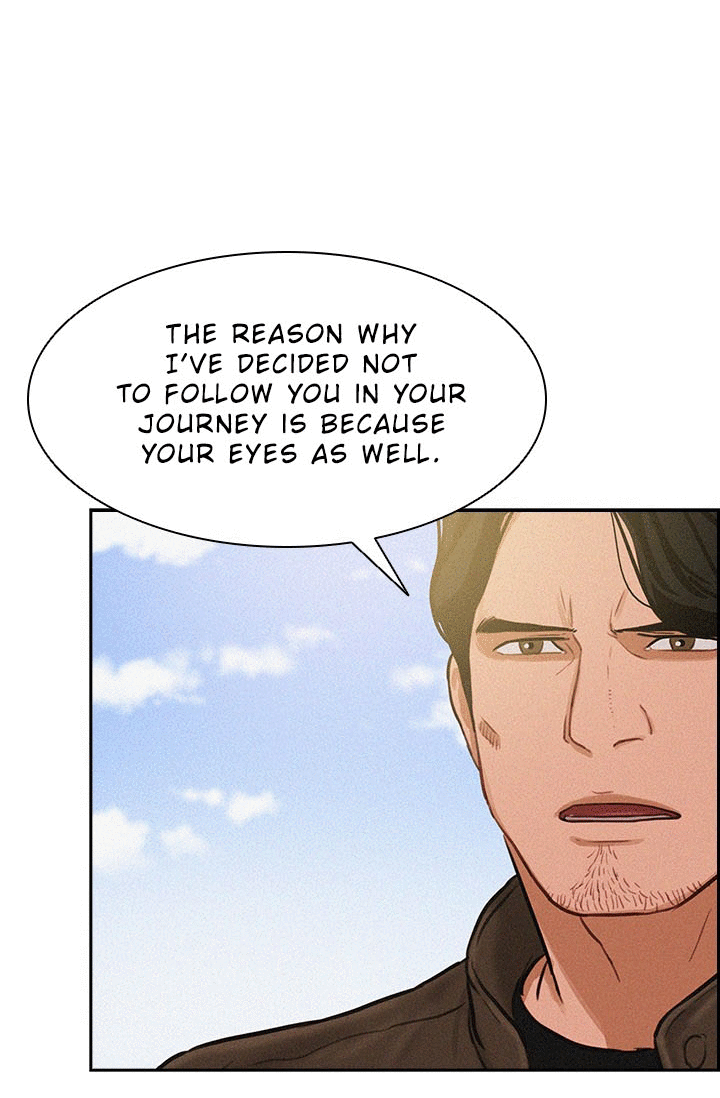 THE REASON WHY
I'VE DECIDED NOT
TO FOLLOW YOU IN YOUR
JOURNEY IS BECAUSE
YOUR EYES AS WELL.